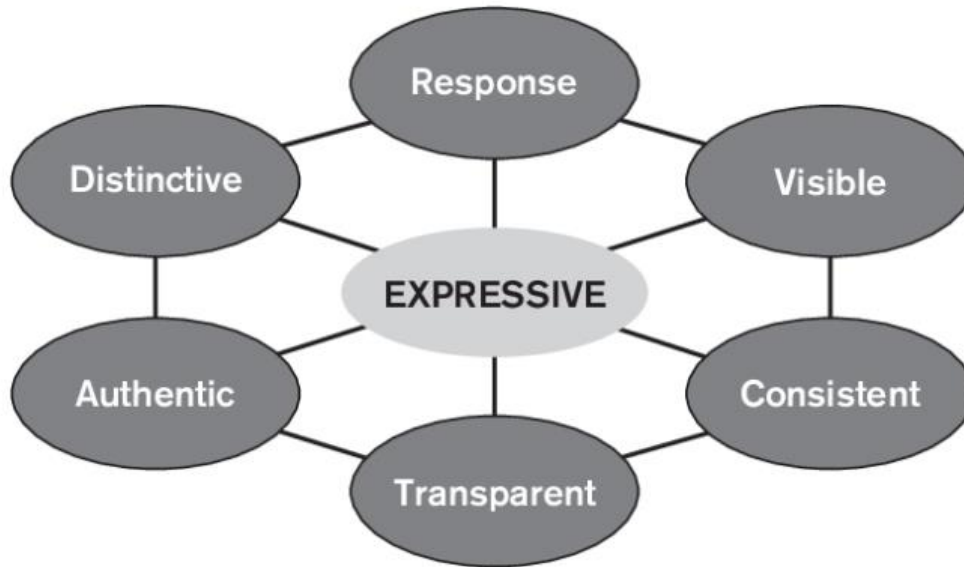 Response
Distinctive
Visible
EXPRESSIVE
Authentic
Consistent
Transparent